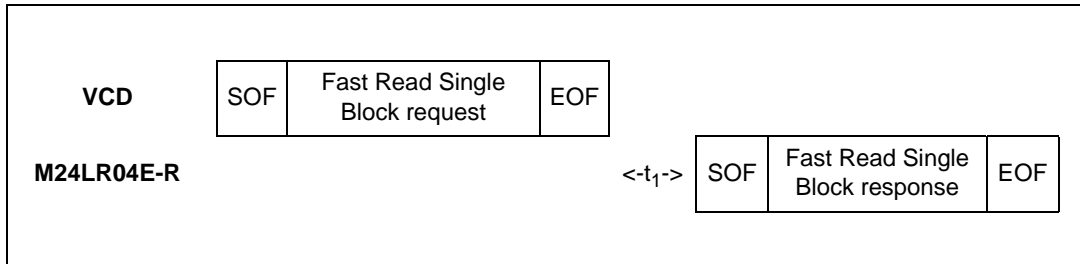 VCD SOF Fast Read Single EOF
Block request
M24LR04E-R <-t1-> SOF Fast Read Single EOF
Block response